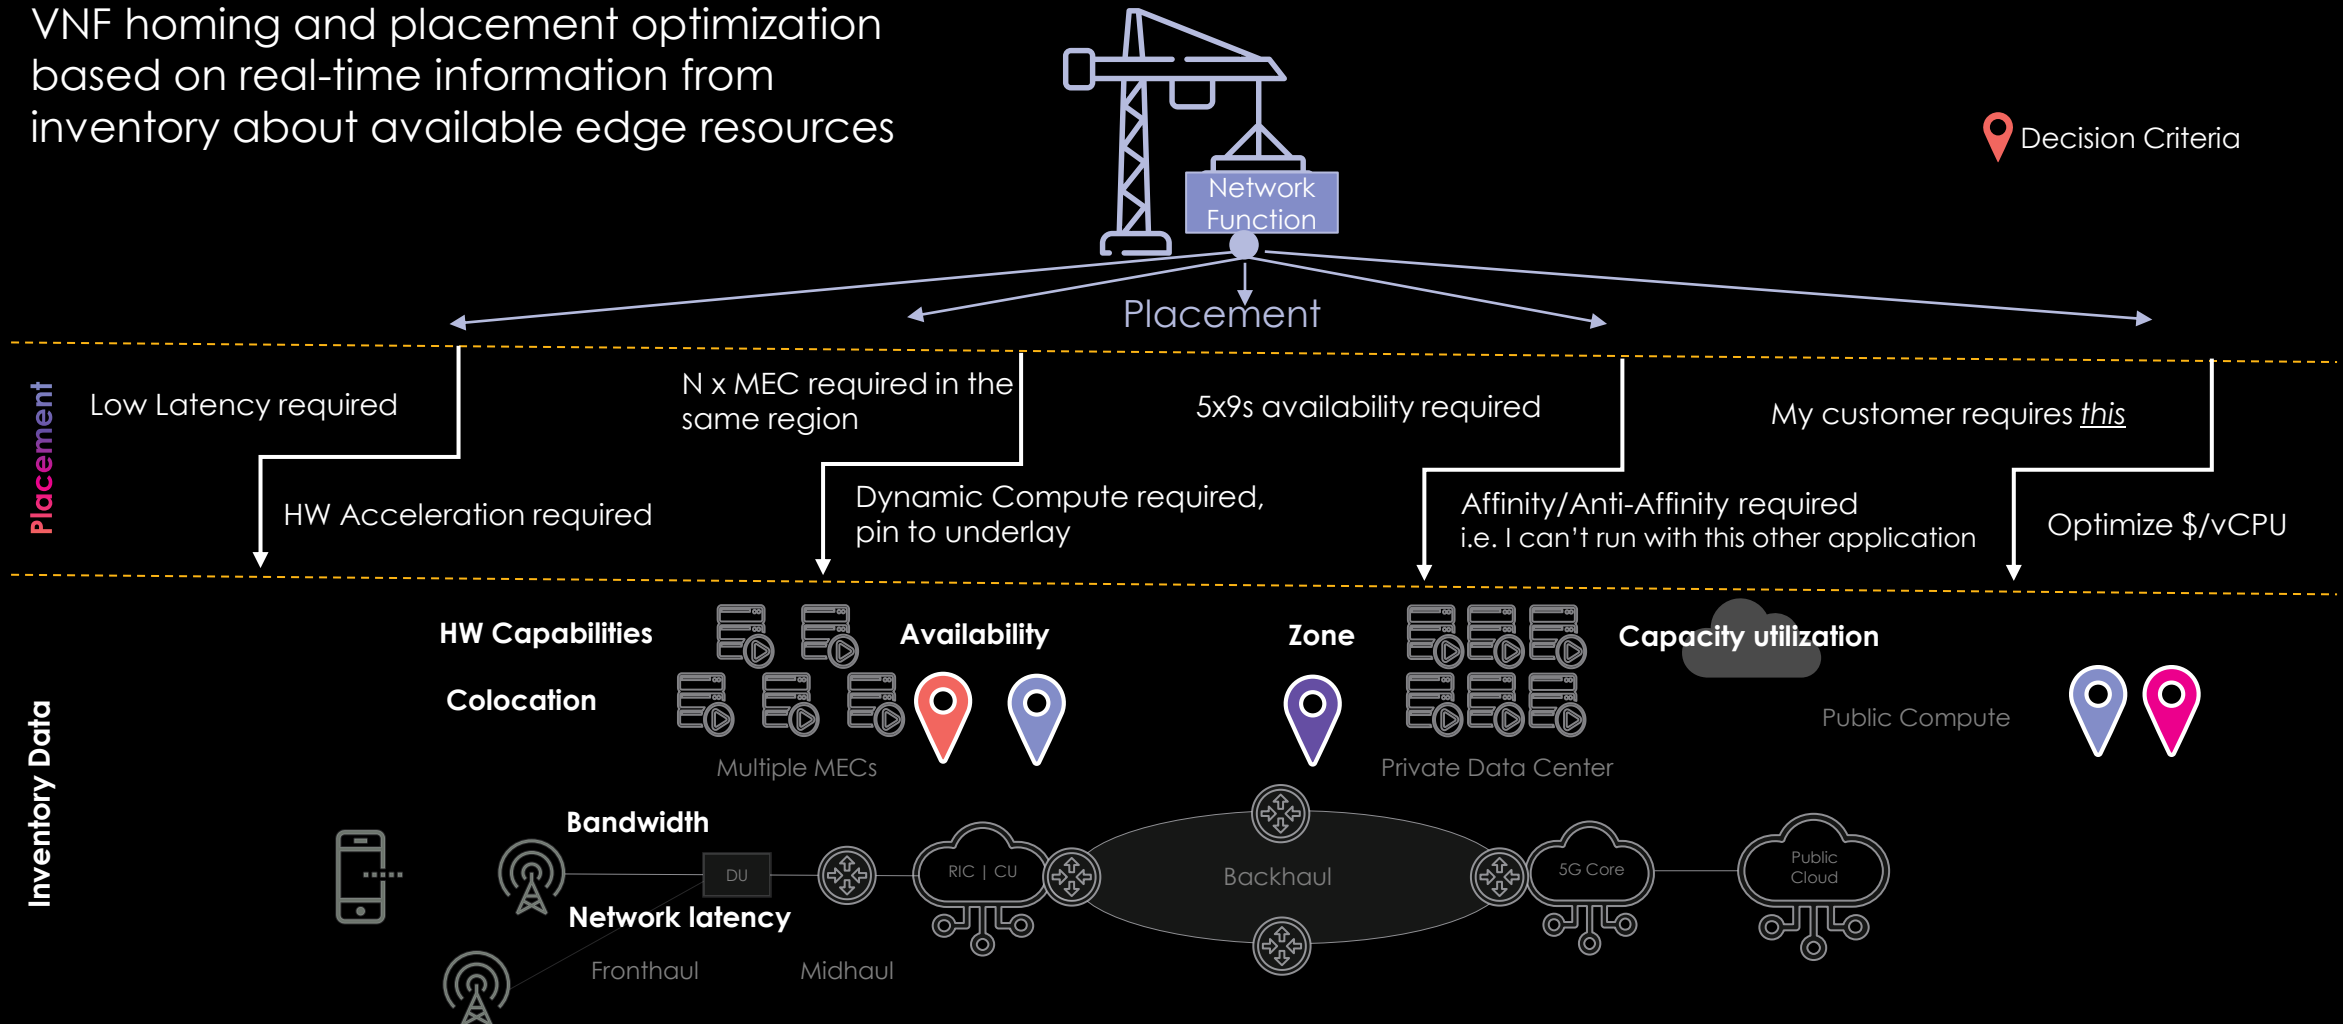 VNF homing and placement optimization
based on real-time information from
inventory about available edge resources
Network
Function
Decision Criteria
Placement
Placement
Low Latency required
HW Acceleration required
N x MEC required in the
same region
Dynamic Compute required,
pin to underlay
5x9s availability required
Affinity/Anti-Affinity required
i.e. I can't run with this other application
My customer requires this
Optimize $/vCPU
Inventory Data
HW Capabilities
Availability
Zone
Capacity utilization
Colocation
Public Compute
Multiple MECs
Private Data Center
Bandwidth
DU
RIC | CU
Backhaul
5G Core
Public
Cloud
Network latency
Fronthaul
Midhaul